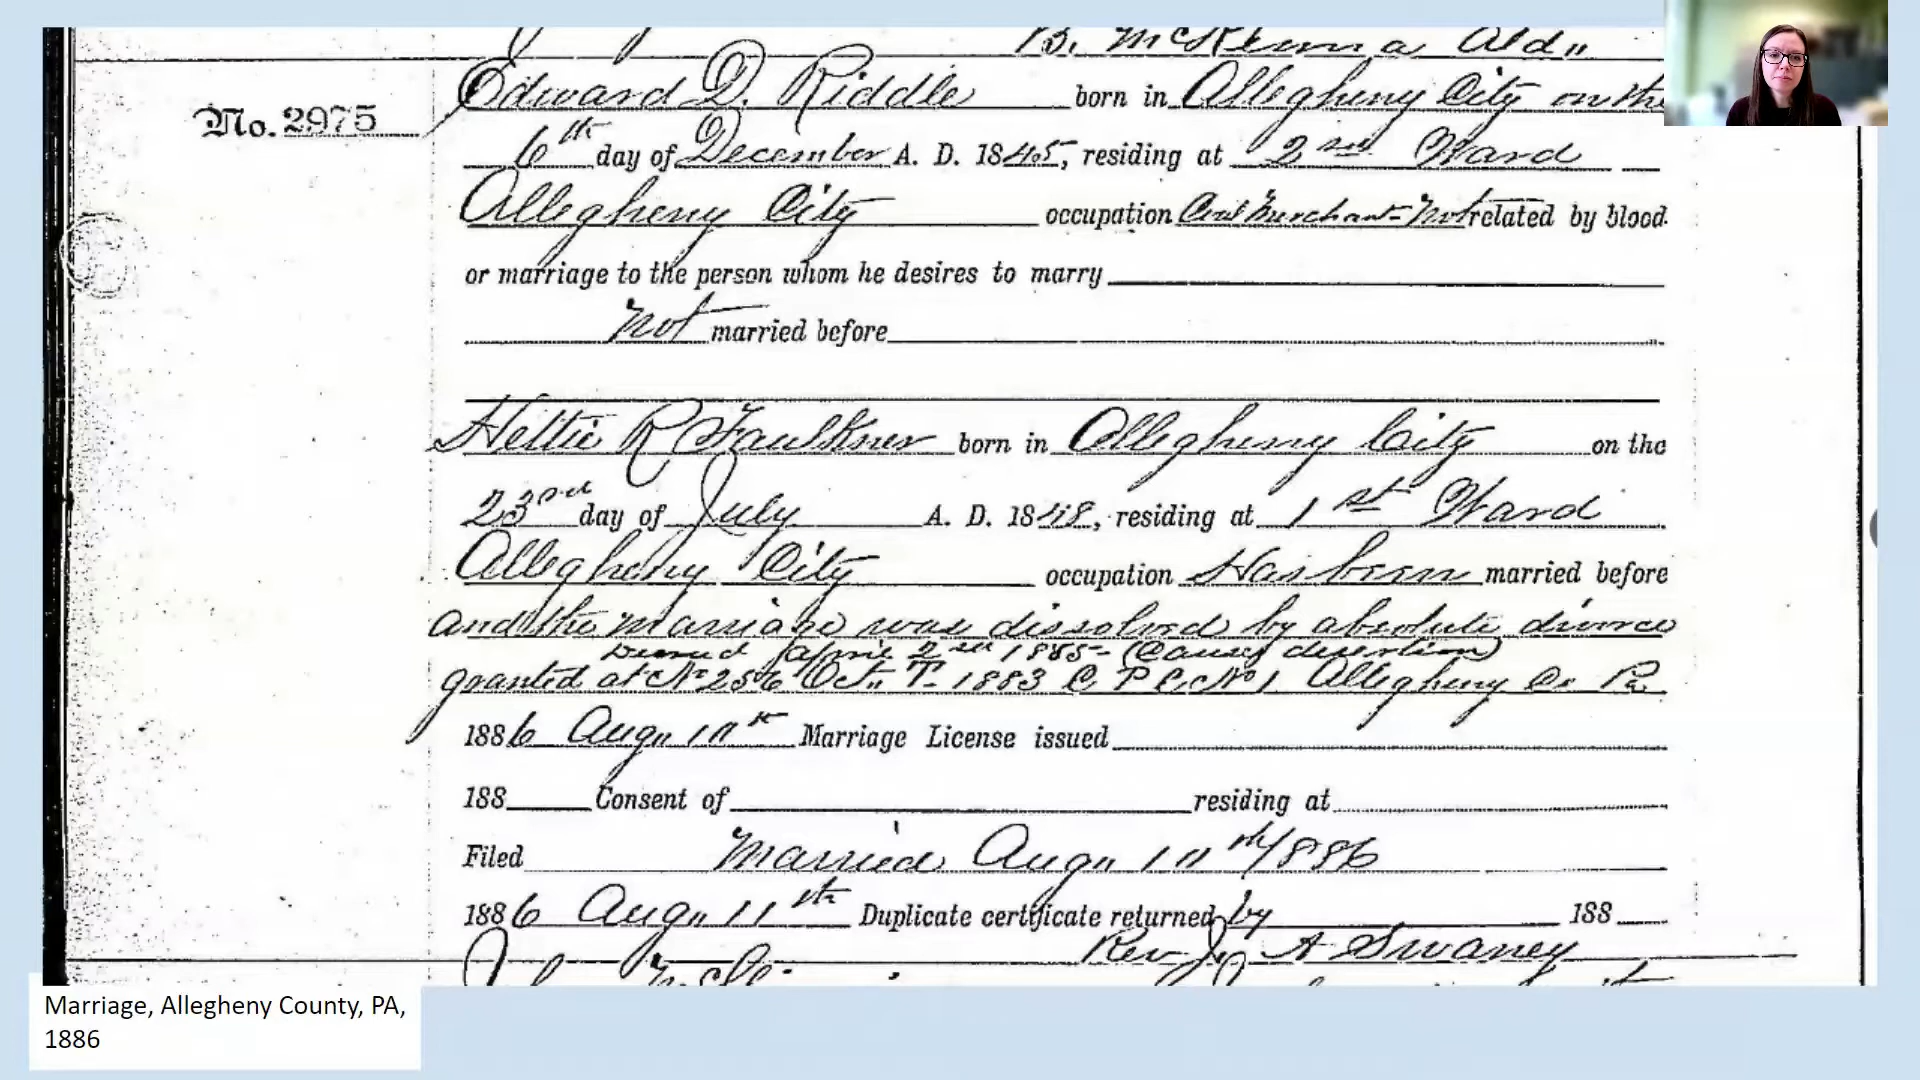 B. McKenna Ald"
No. 2975
Edward D. Riddle born in Allegheny City on the
6th day of December A. D. 1845, residing at 2nd Ward
Allegheny City occupation Coal Merchant- Not related by blood
or marriage to the person whom he desires to marry
Not married before
Hettie R Faulkner born in Allegheny City on the
23rd day of July A. D. 1848, residing at 1st Ward
Allegheny City occupation Has been married before
and the marriage was dissolved by absolute divorce
Decreed April 2nd 1885- (Cause desertion)
granted at No 256 Oct" T. 1883 C. P. C. No 1 Allegheny Co Pa.
1886 Aug" 10th Marriage License issued
188 Consent of residing at
Filed Married Aug" 10th 1886
1886 Aug" 11th Duplicate certificate returned by 188
Rev J. A Swaney
Marriage, Allegheny County, PA,
1886